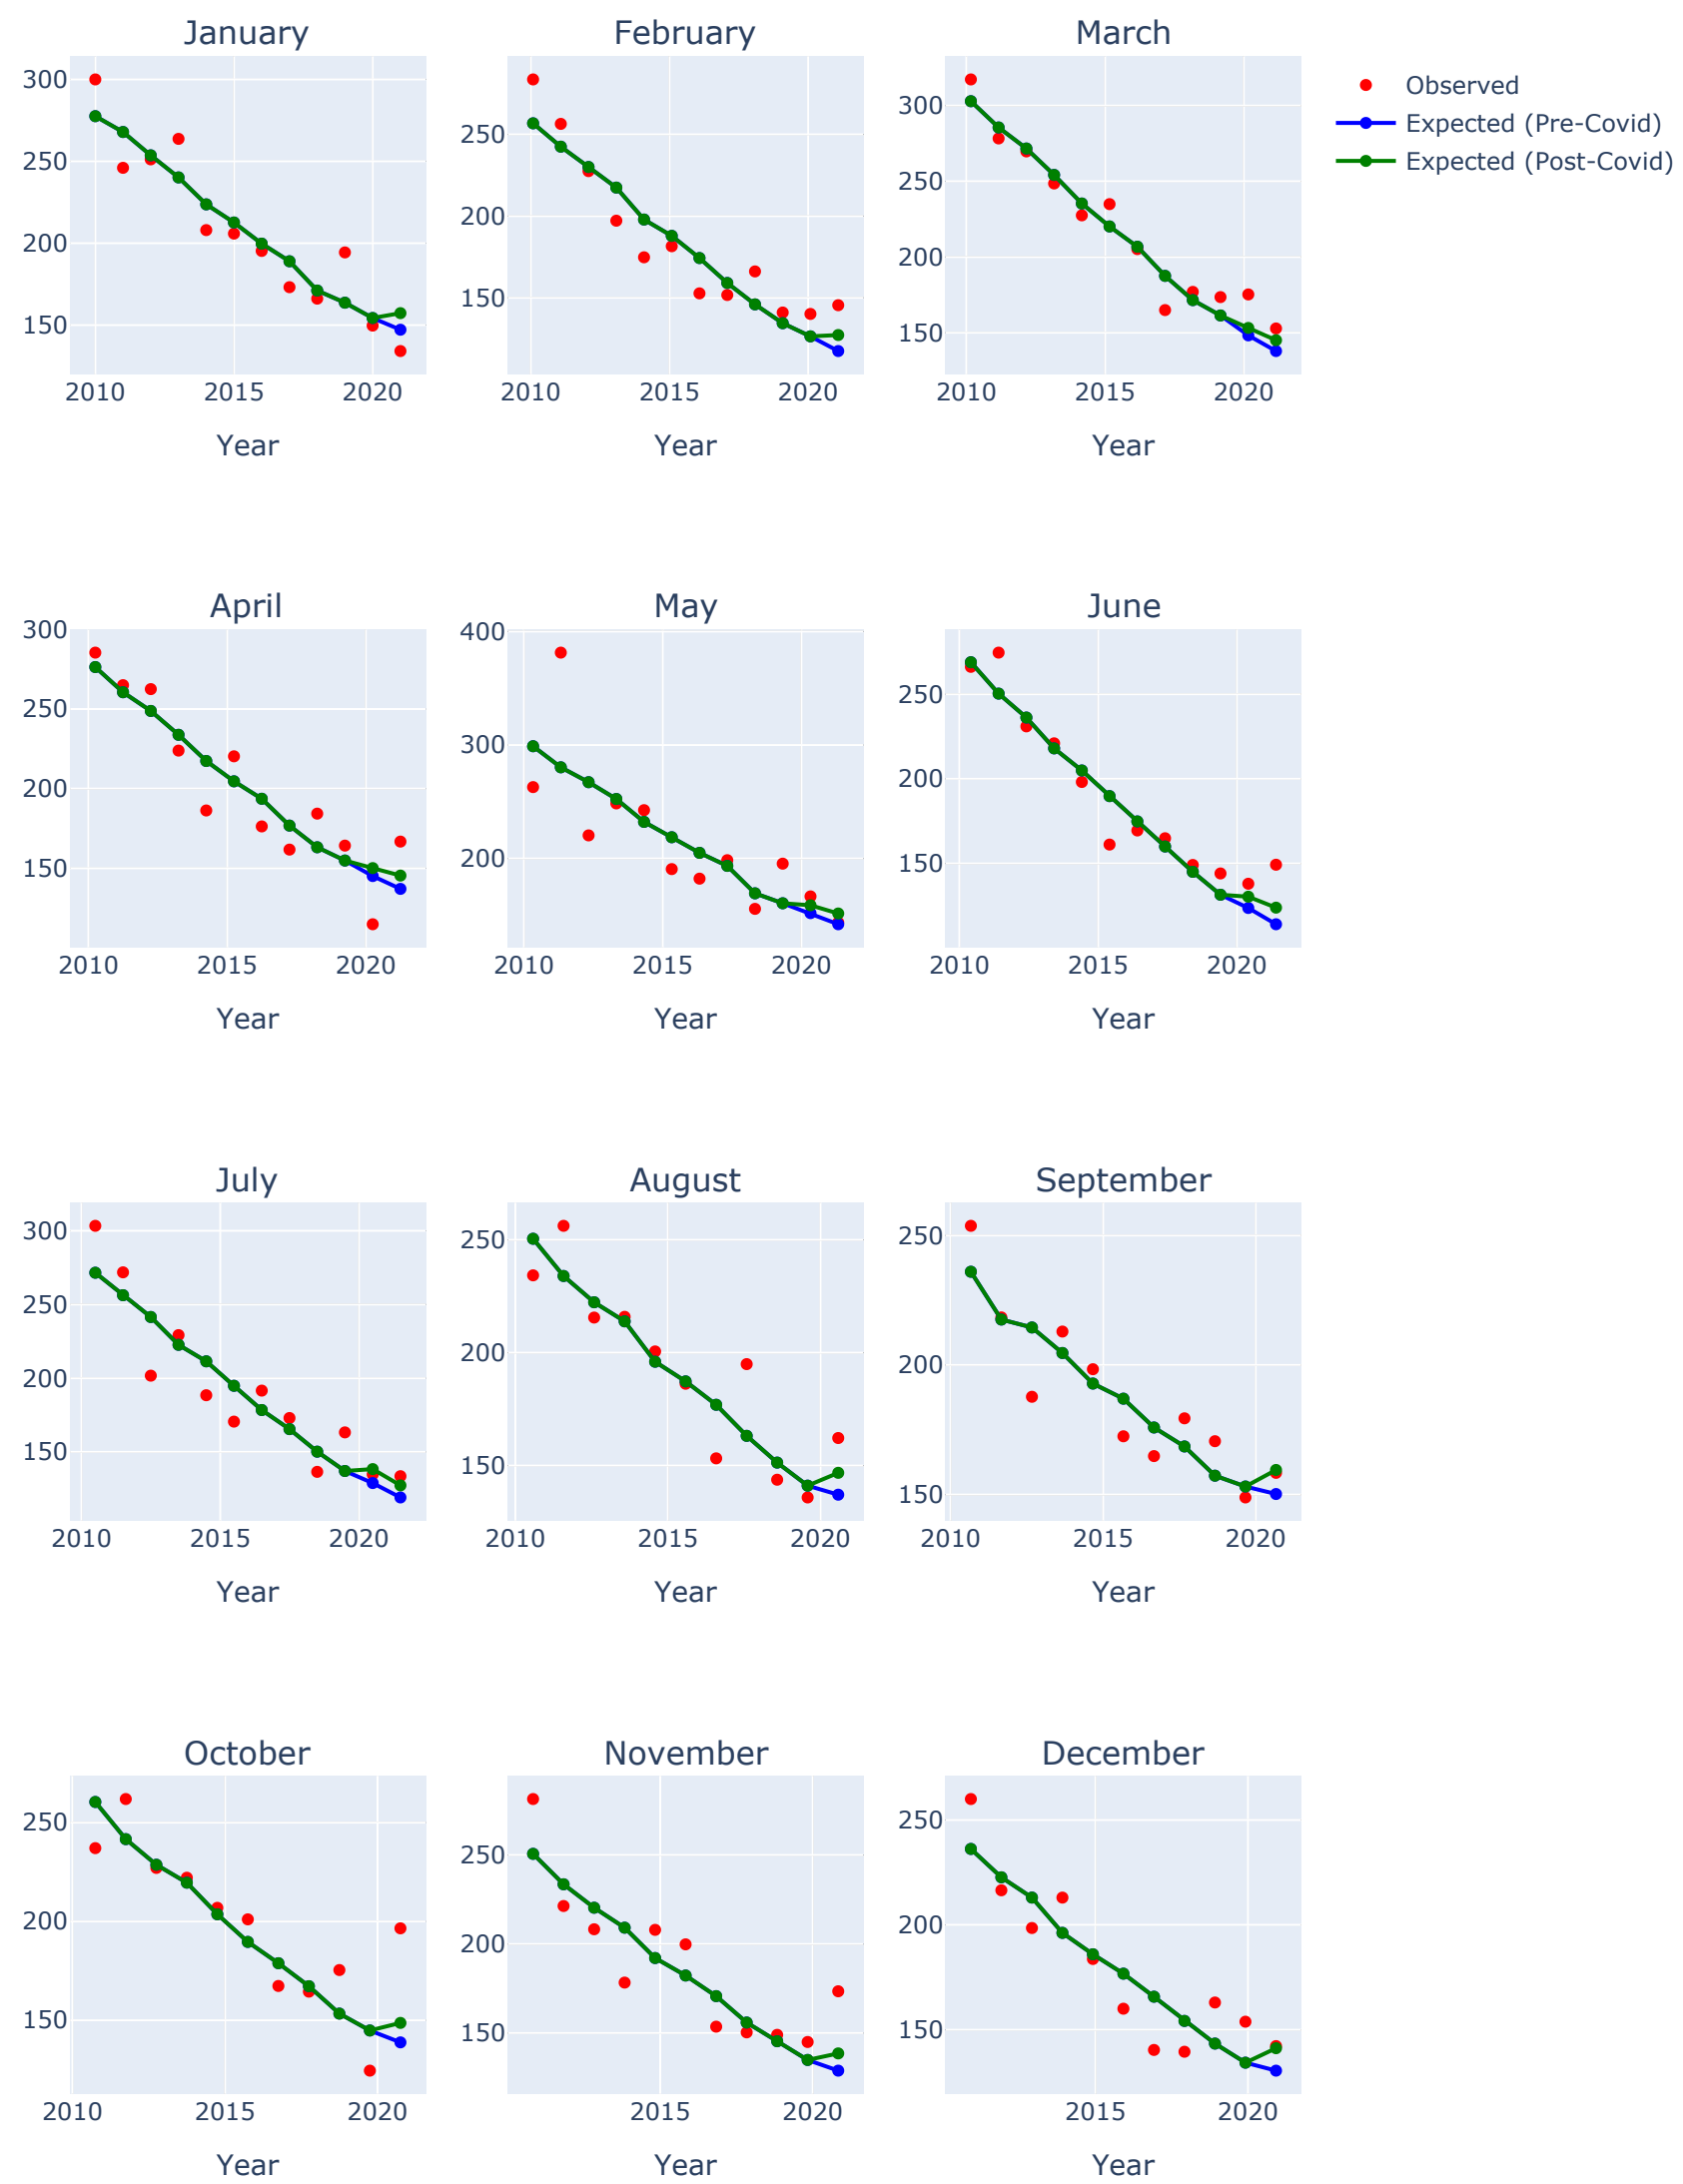 January
February
March
300
250
200
150
2010
2015
2020
Year
250
200
150
2010
2015
2020
Year
300
250
200
150
2010
2015
2020
Year
Observed
Expected (Pre-Covid)
Expected (Post-Covid)
April
May
June
300
250
200
150
2010
2015
2020
Year
400
300
200
2010
2015
2020
Year
250
200
150
2010
2015
2020
Year
July
August
September
300
250
200
150
2010
2015
2020
Year
250
200
150
2010
2015
2020
Year
250
200
150
2010
2015
2020
Year
October
November
December
250
200
150
2010
2015
2020
Year
250
200
150
2015
2020
Year
250
200
150
2015
2020
Year